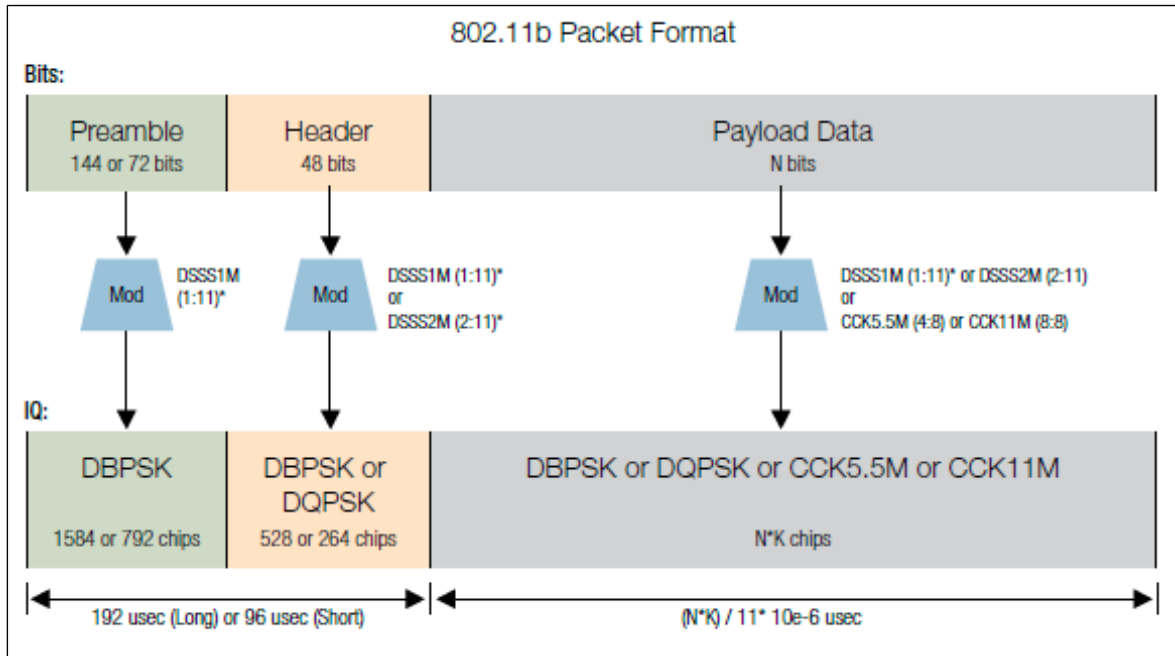 802.11b Packet Format
Bits:
Preamble
144 or 72 bits
Header
48 bits
Payload Data
N bits
Mod
DSSS1M
(1:11)*
Mod
DSSS1M (1:11)*
or
DSSS2M (2:11)*
Mod
DSSS1M (1:11)* or DSSS2M (2:11)
or
CCK5.5M (4:8) or CCK11M (8:8)
IQ:
DBPSK
1584 or 792 chips
DBPSK or
DQPSK
528 or 264 chips
DBPSK or DQPSK or CCK5.5M or CCK11M
N*K chips
192 usec (Long) or 96 usec (Short)
(N*K) / 11* 10e-6 usec